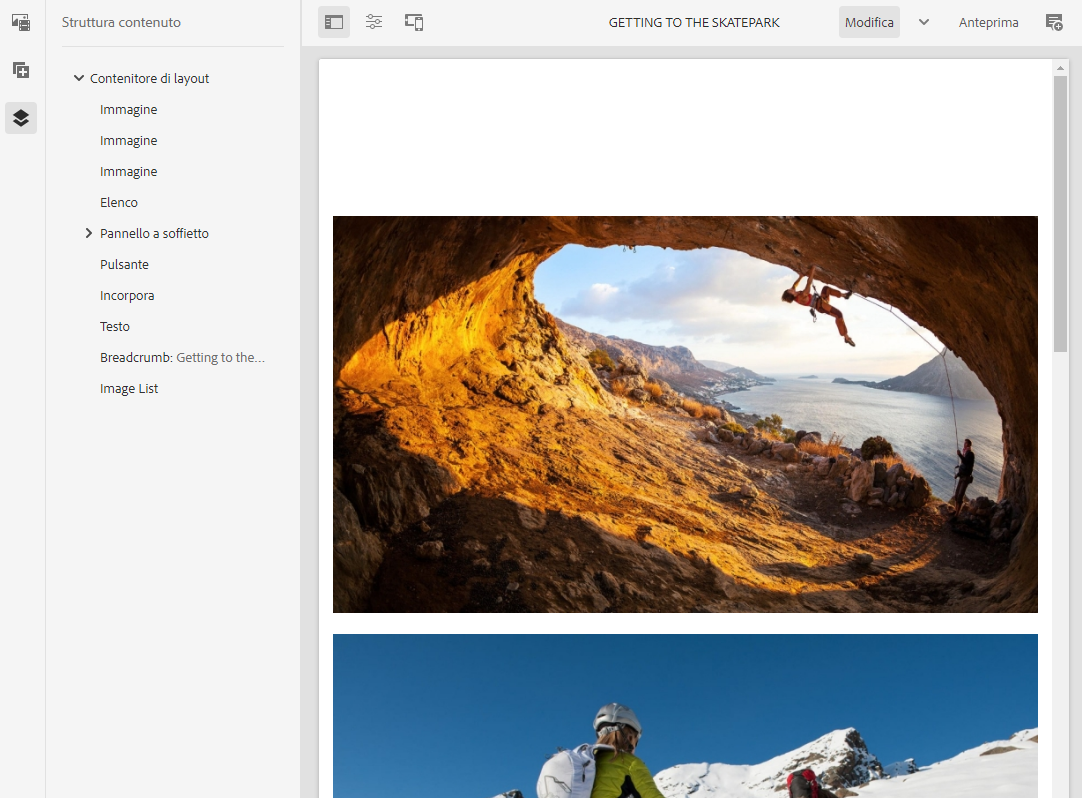 Struttura contenuto
Contenitore di layout
Immagine
Immagine
Immagine
Elenco
Pannello a soffietto
Pulsante
Incorpora
Testo
Breadcrumb: Getting to the...
Image List
GETTING TO THE SKATEPARK
Modifica
Anteprima